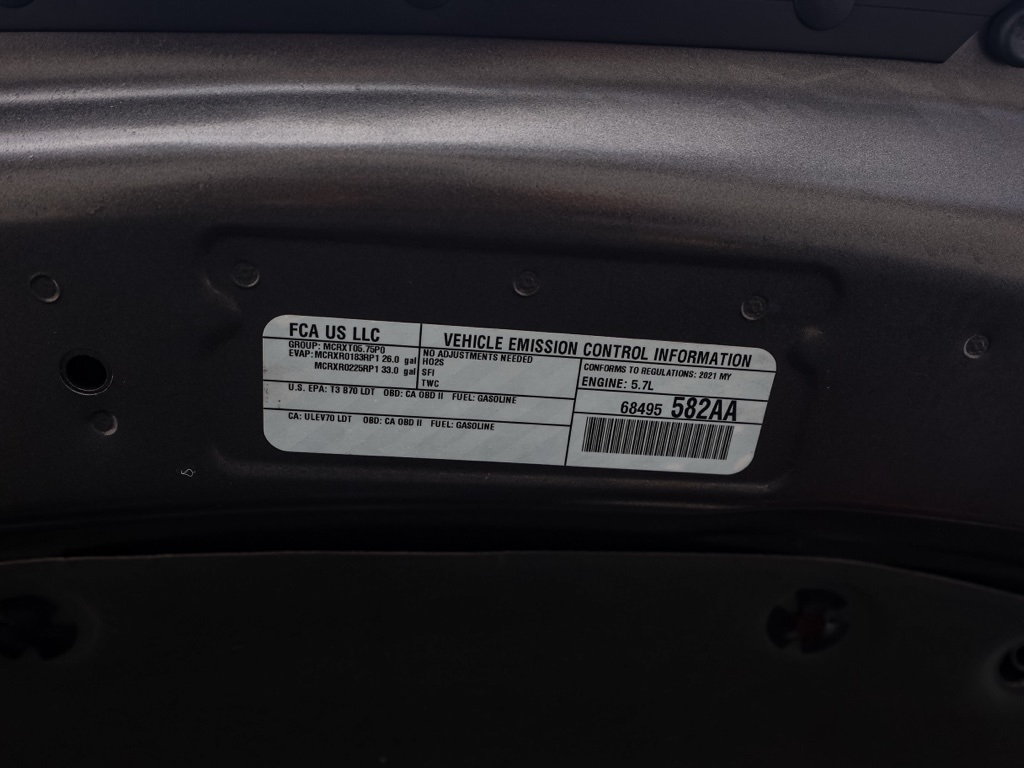 FCA US LLC
GROUP: MCRXT05.75P0
EVAP: MCRXR0183RP1 26.0 gal
MCRXR0225RP1 33.0 gal
VEHICLE EMISSION CONTROL INFORMATION
NO ADJUSTMENTS NEEDED
HO2S
SFI
TWC
CONFORMS TO REGULATIONS: 2021 MY
ENGINE: 5.7L
U.S. EPA: T3 B70 LDT OBD: CA OBD II FUEL: GASOLINE
CA: ULEV70 LDT OBD: CA OBD II FUEL: GASOLINE
68495 582AA